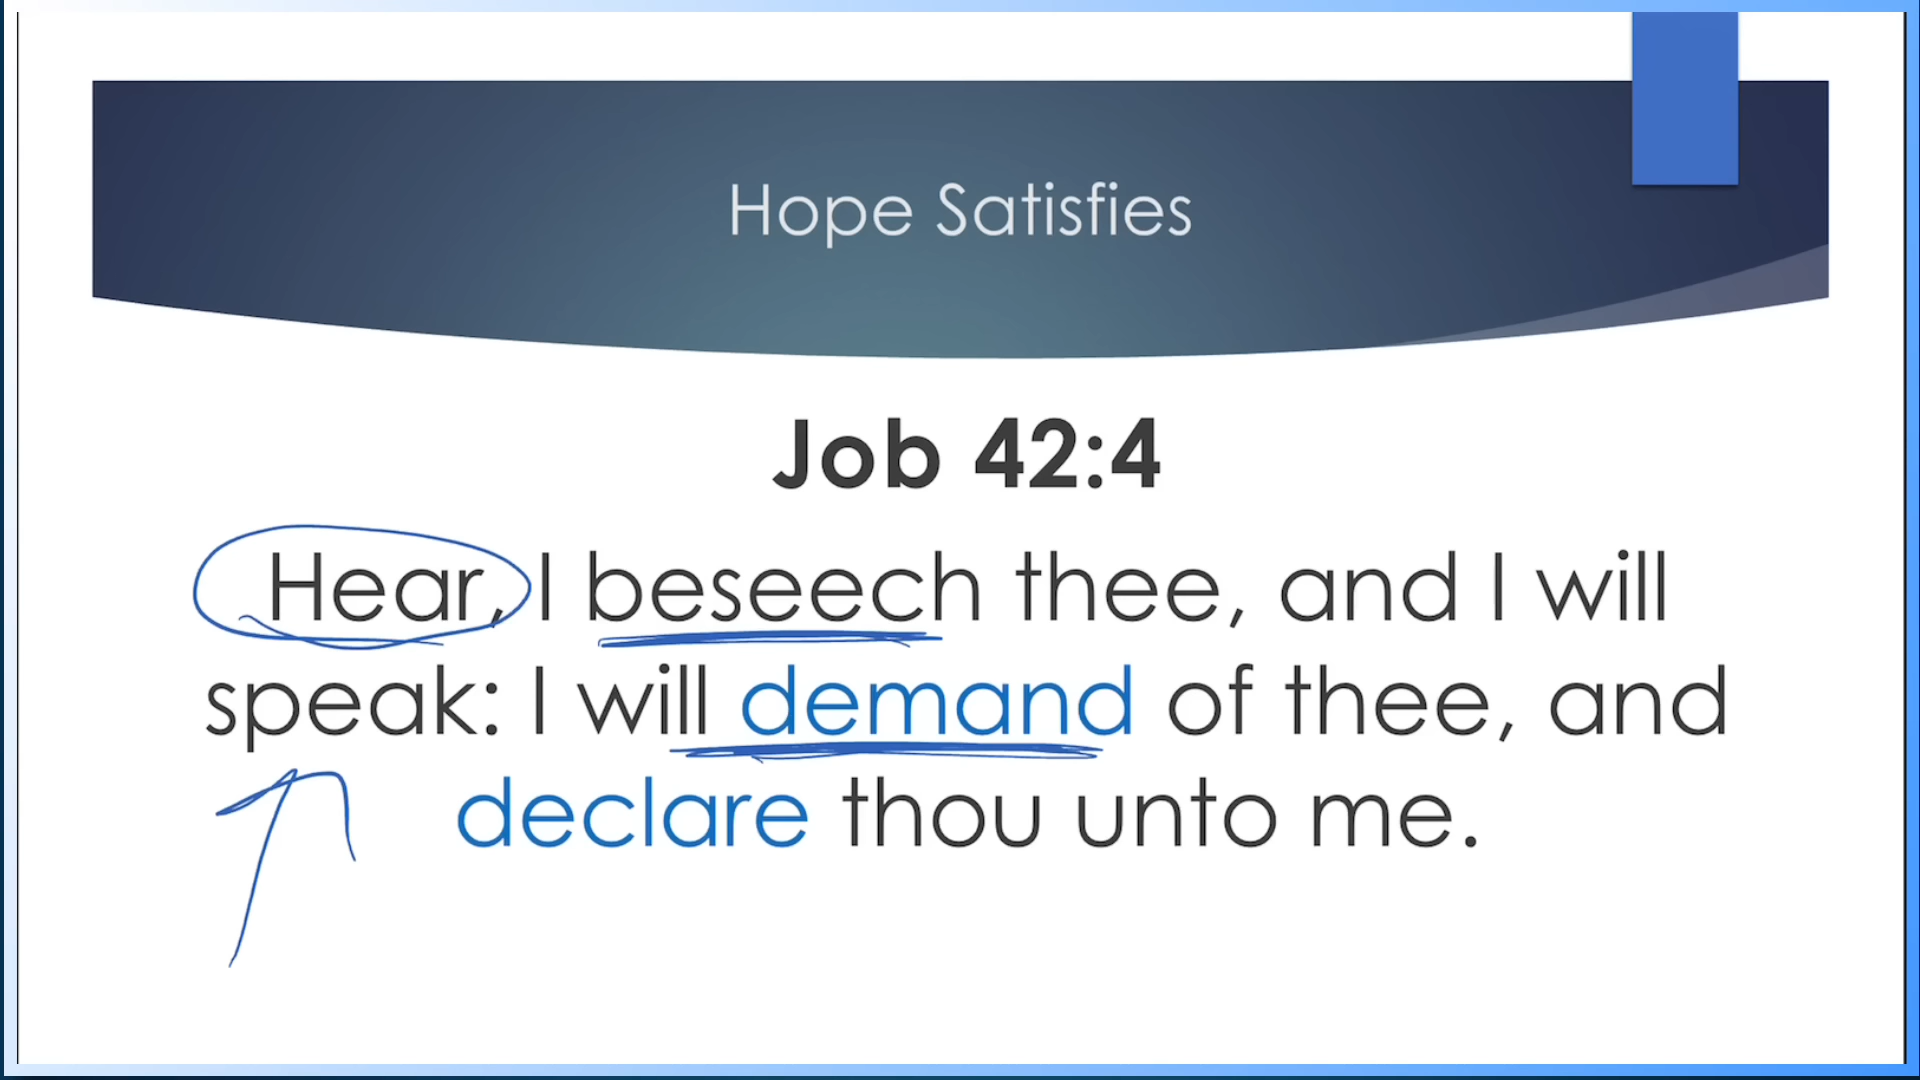 Hope Satisfies
Job 42:4
Hear, I beseech thee, and I will
speak: I will demand of thee, and
declare thou unto me.